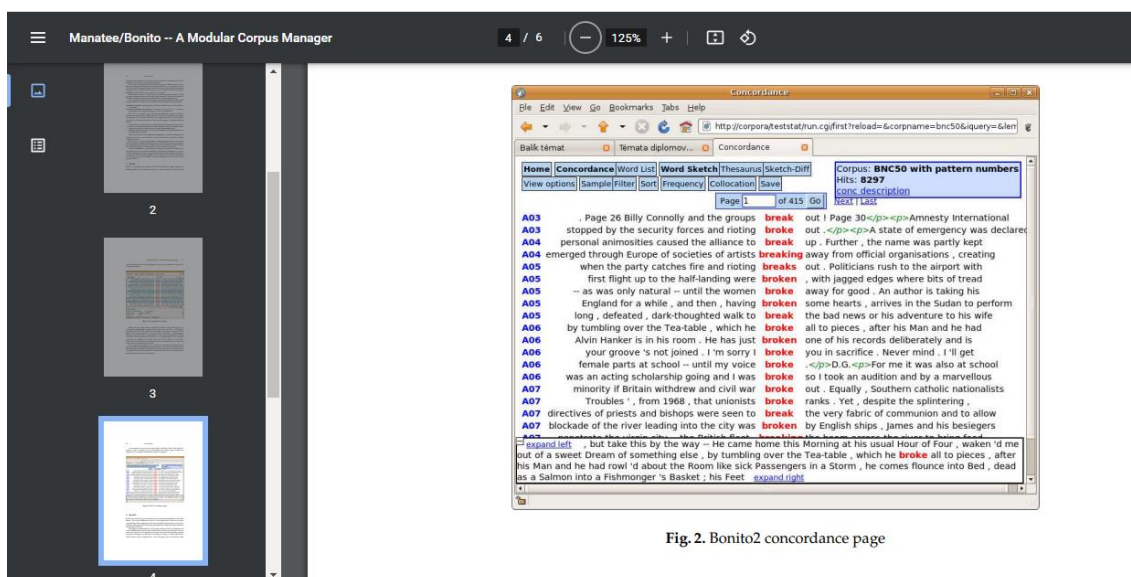 Manatee/Bonito -- A Modular Corpus Manager
4 / 6
125%
2
3
Concordance
File Edit View Go Bookmarks Tabs Help
http://corpora/teststat/run.cgi/first?reload=&corpname=bnc50&iquery=&lem
Balík témat Témata diplomov... Concordance
Home Concordance Word List Word Sketch Thesaurus Sketch-Diff
View options Sample Filter Sort Frequency Collocation Save
Corpus: BNC50 with pattern numbers
Hits: 8297
conc description
Page 1 of 415 Go Next | Last
A03 . Page 26 Billy Connolly and the groups break out ! Page 30</p><p>Amnesty International
A03 stopped by the security forces and rioting broke out .</p><p>A state of emergency was declared
A04 personal animosities caused the alliance to break up . Further , the name was partly kept
A04 emerged through Europe of societies of artists breaking away from official organisations , creating
A05 when the party catches fire and rioting breaks out . Politicians rush to the airport with
A05 first flight up to the half-landing were broken , with jagged edges where bits of tread
A05 -- as was only natural -- until the women broke away for good . An author is taking his
A05 England for a while , and then , having broken some hearts , arrives in the Sudan to perform
A05 long , defeated , dark-thoughted walk to break the bad news or his adventure to his wife
A06 by tumbling over the Tea-table , which he broke all to pieces , after his Man and he had
A06 Alvin Hanker is in his room . He has just broken one of his records deliberately and is
A06 your groove 's not joined . I 'm sorry I broke you in sacrifice . Never mind . I 'll get
A06 female parts at school -- until my voice broke .</p>D.G.<p>For me it was also at school
A06 was an acting scholarship going and I was broke so I took an audition and by a marvellous
A07 minority if Britain withdrew and civil war broke out . Equally , Southern catholic nationalists
A07 Troubles ' , from 1968 , that unionists broke ranks . Yet , despite the splintering ,
A07 directives of priests and bishops were seen to break the very fabric of communion and to allow
A07 blockade of the river leading into the city was broken by English ships , James and his besiegers
expand left , but take this by the way -- He came home this Morning at his usual Hour of Four , waken 'd me
out of a sweet Dream of something else , by tumbling over the Tea-table , which he broke all to pieces , after
his Man and he had rowl 'd about the Room like sick Passengers in a Storm , he comes flounce into Bed , dead
as a Salmon into a Fishmonger 's Basket ; his Feet expand right
Fig. 2. Bonito2 concordance page